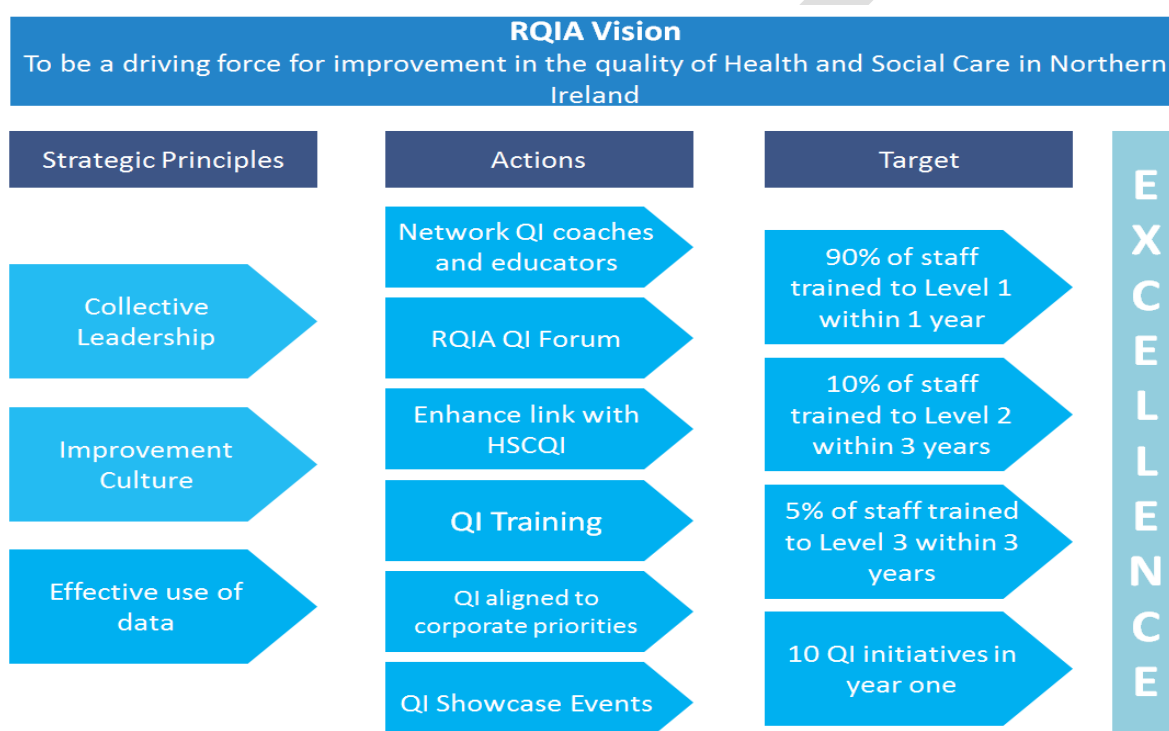 RQIA Vision
To be a driving force for improvement in the quality of Health and Social Care in Northern
Ireland
Strategic Principles
Collective
Leadership
Improvement
Culture
Effective use of
data
Actions
Network QI coaches
and educators
RQIA QI Forum
Enhance link with
HSCQI
QI Training
QI aligned to
corporate priorities
QI Showcase Events
Target
90% of staff
trained to Level 1
within 1 year
10% of staff
trained to Level 2
within 3 years
5% of staff trained
to Level 3 within 3
years
10 QI initiatives in
year one
E
X
C
E
L
L
E
N
C
E